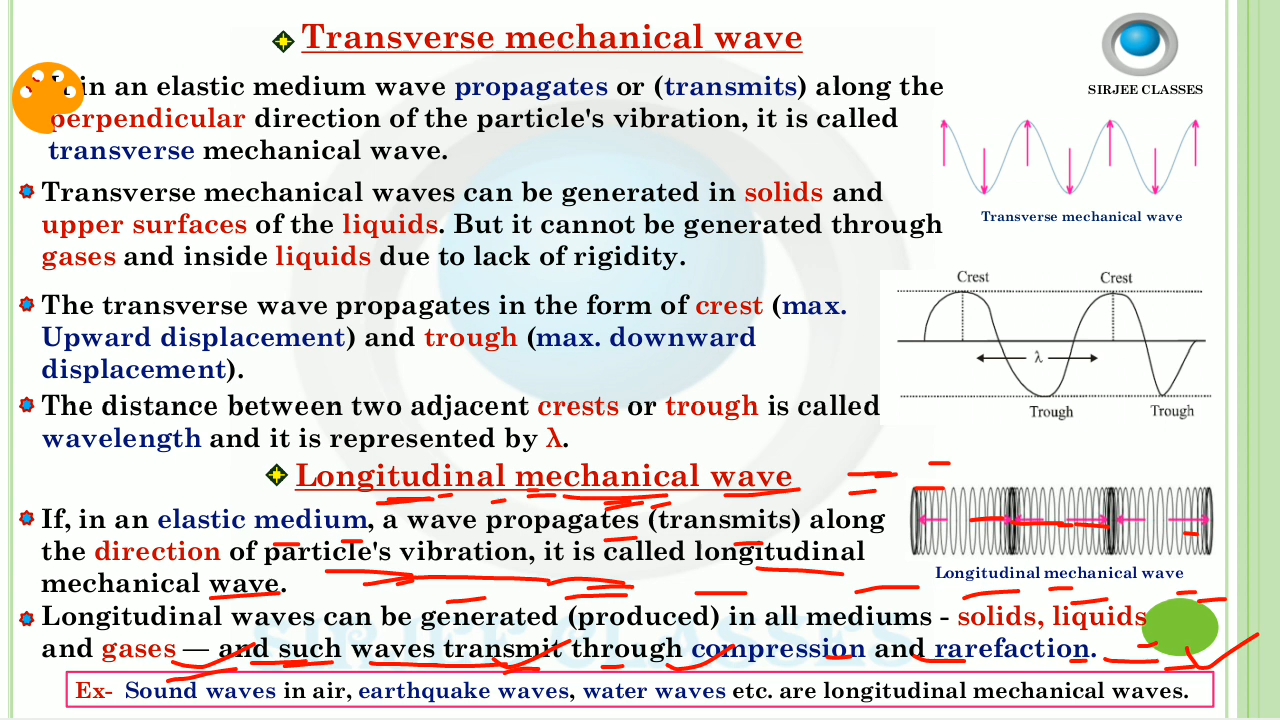 Transverse mechanical wave
SIRJEE CLASSES
in an elastic medium wave propagates or (transmits) along the
perpendicular direction of the particle's vibration, it is called
transverse mechanical wave.
Transverse mechanical waves can be generated in solids and
upper surfaces of the liquids. But it cannot be generated through
gases and inside liquids due to lack of rigidity.
Transverse mechanical wave
The transverse wave propagates in the form of crest (max.
Upward displacement) and trough (max. downward
displacement).
The distance between two adjacent crests or trough is called
wavelength and it is represented by λ.
Crest Crest
λ
Trough Trough
Longitudinal mechanical wave
If, in an elastic medium, a wave propagates (transmits) along
the direction of particle's vibration, it is called longitudinal
mechanical wave.
Longitudinal mechanical wave
Longitudinal waves can be generated (produced) in all mediums - solids, liquids
and gases — and such waves transmit through compression and rarefaction.
Ex- Sound waves in air, earthquake waves, water waves etc. are longitudinal mechanical waves.
SIRJEE CLASSES